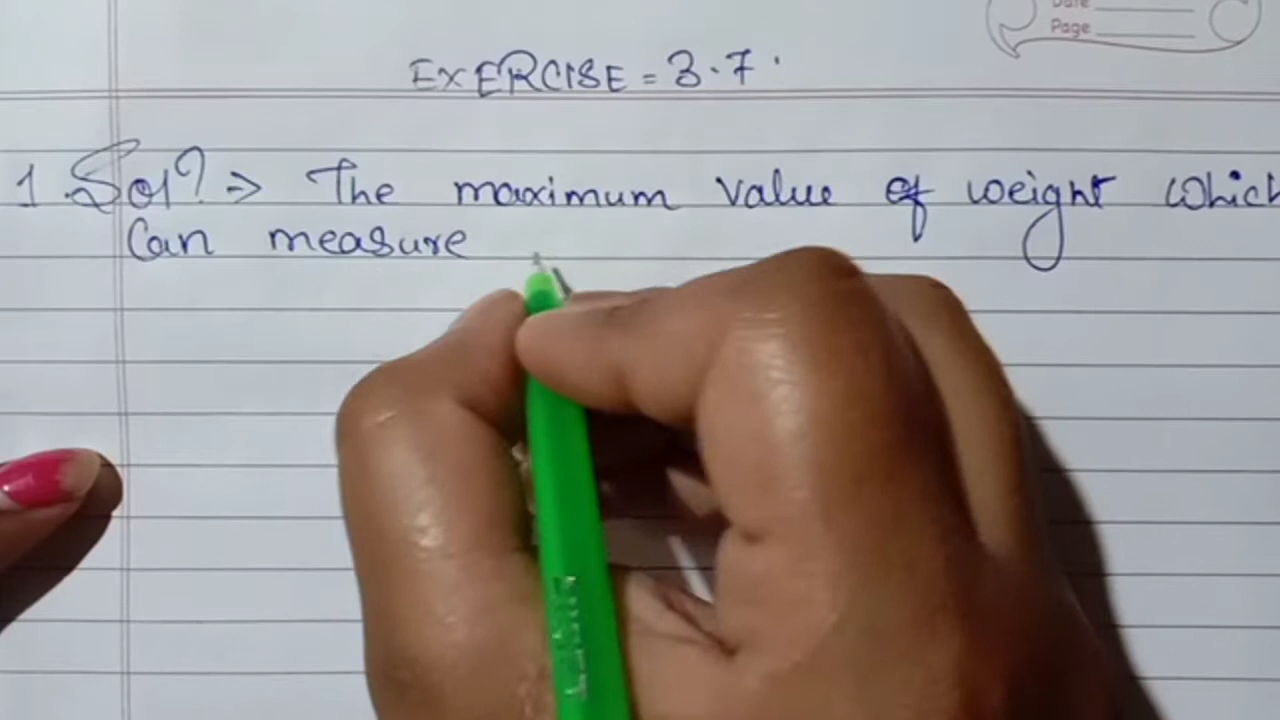 Date
Page
EXERCISE = 3.7.
1 Sol? => The maximum value of weight which
Can measure